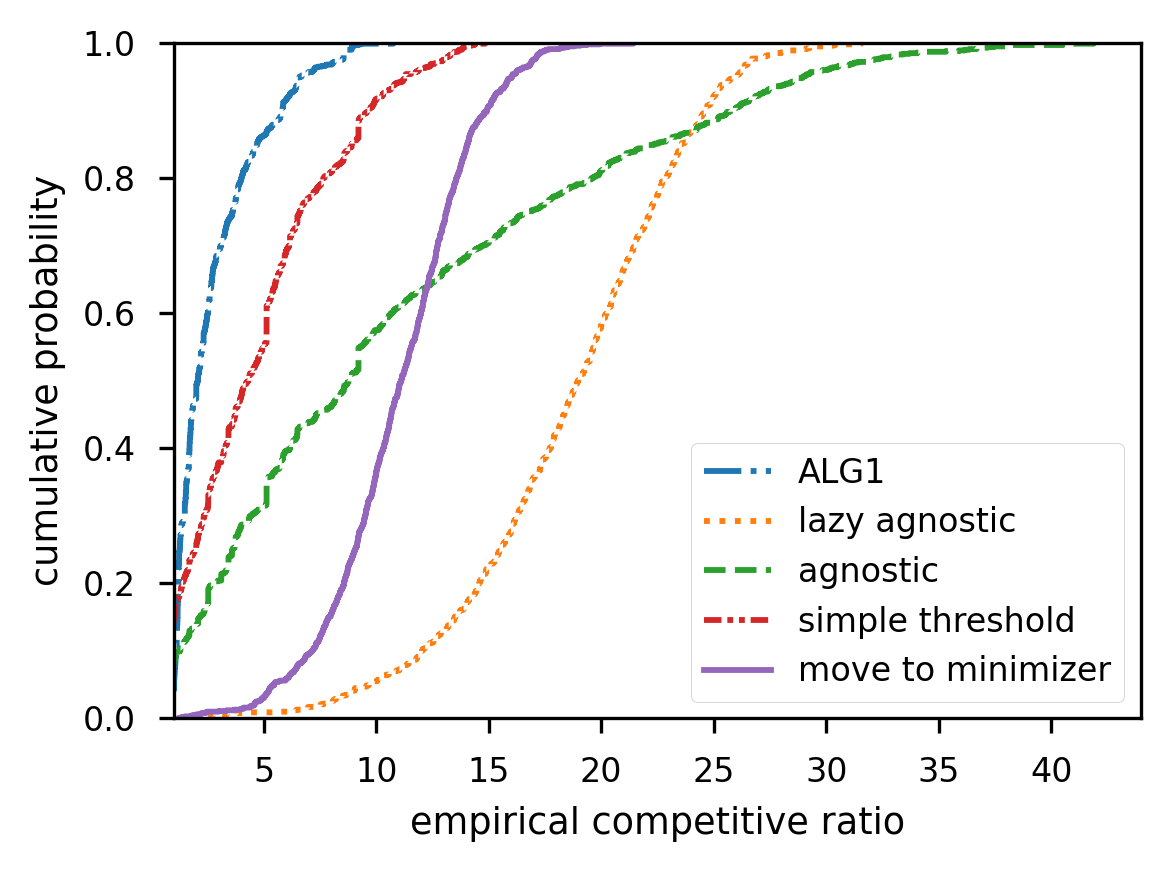 cumulative probability
1.0
0.8
0.6
0.4
0.2
0.0
ALG1
lazy agnostic
agnostic
simple threshold
move to minimizer
5 10 15 20 25 30 35 40
empirical competitive ratio